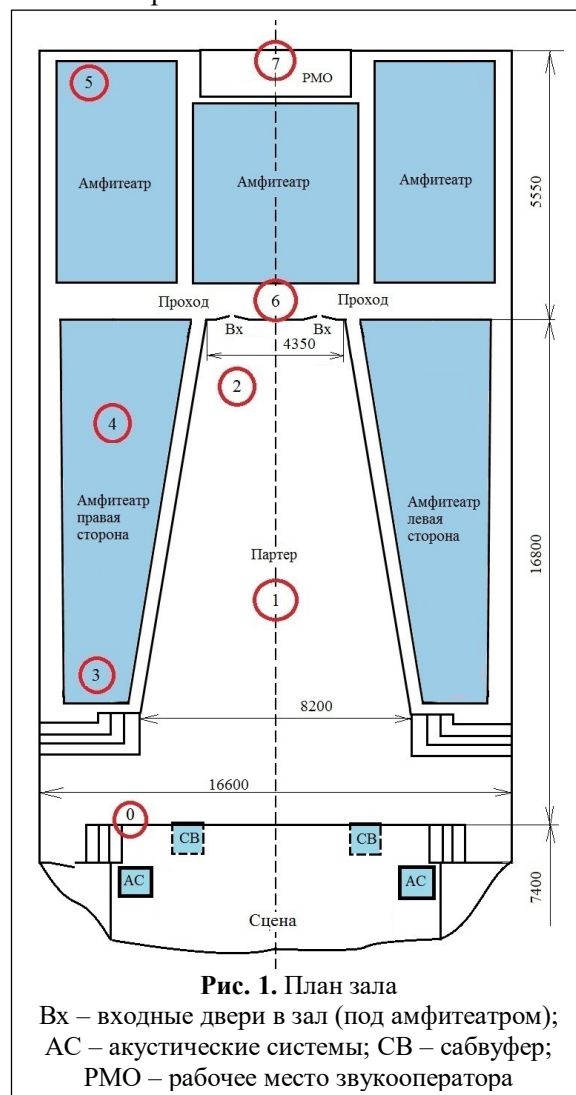 7
РМО
5
Амфитеатр
Амфитеатр
Амфитеатр
5550
Проход
6
Проход
Вх
Вх
4350
2
4
Амфитеатр
правая
сторона
Амфитеатр
левая
сторона
Партер
1
16800
3
8200
16600
0
СВ
СВ
АС
АС
7400
Сцена
Рис. 1. План зала
Вх – входные двери в зал (под амфитеатром);
АС – акустические системы; СВ – сабвуфер;
РМО – рабочее место звукооператора